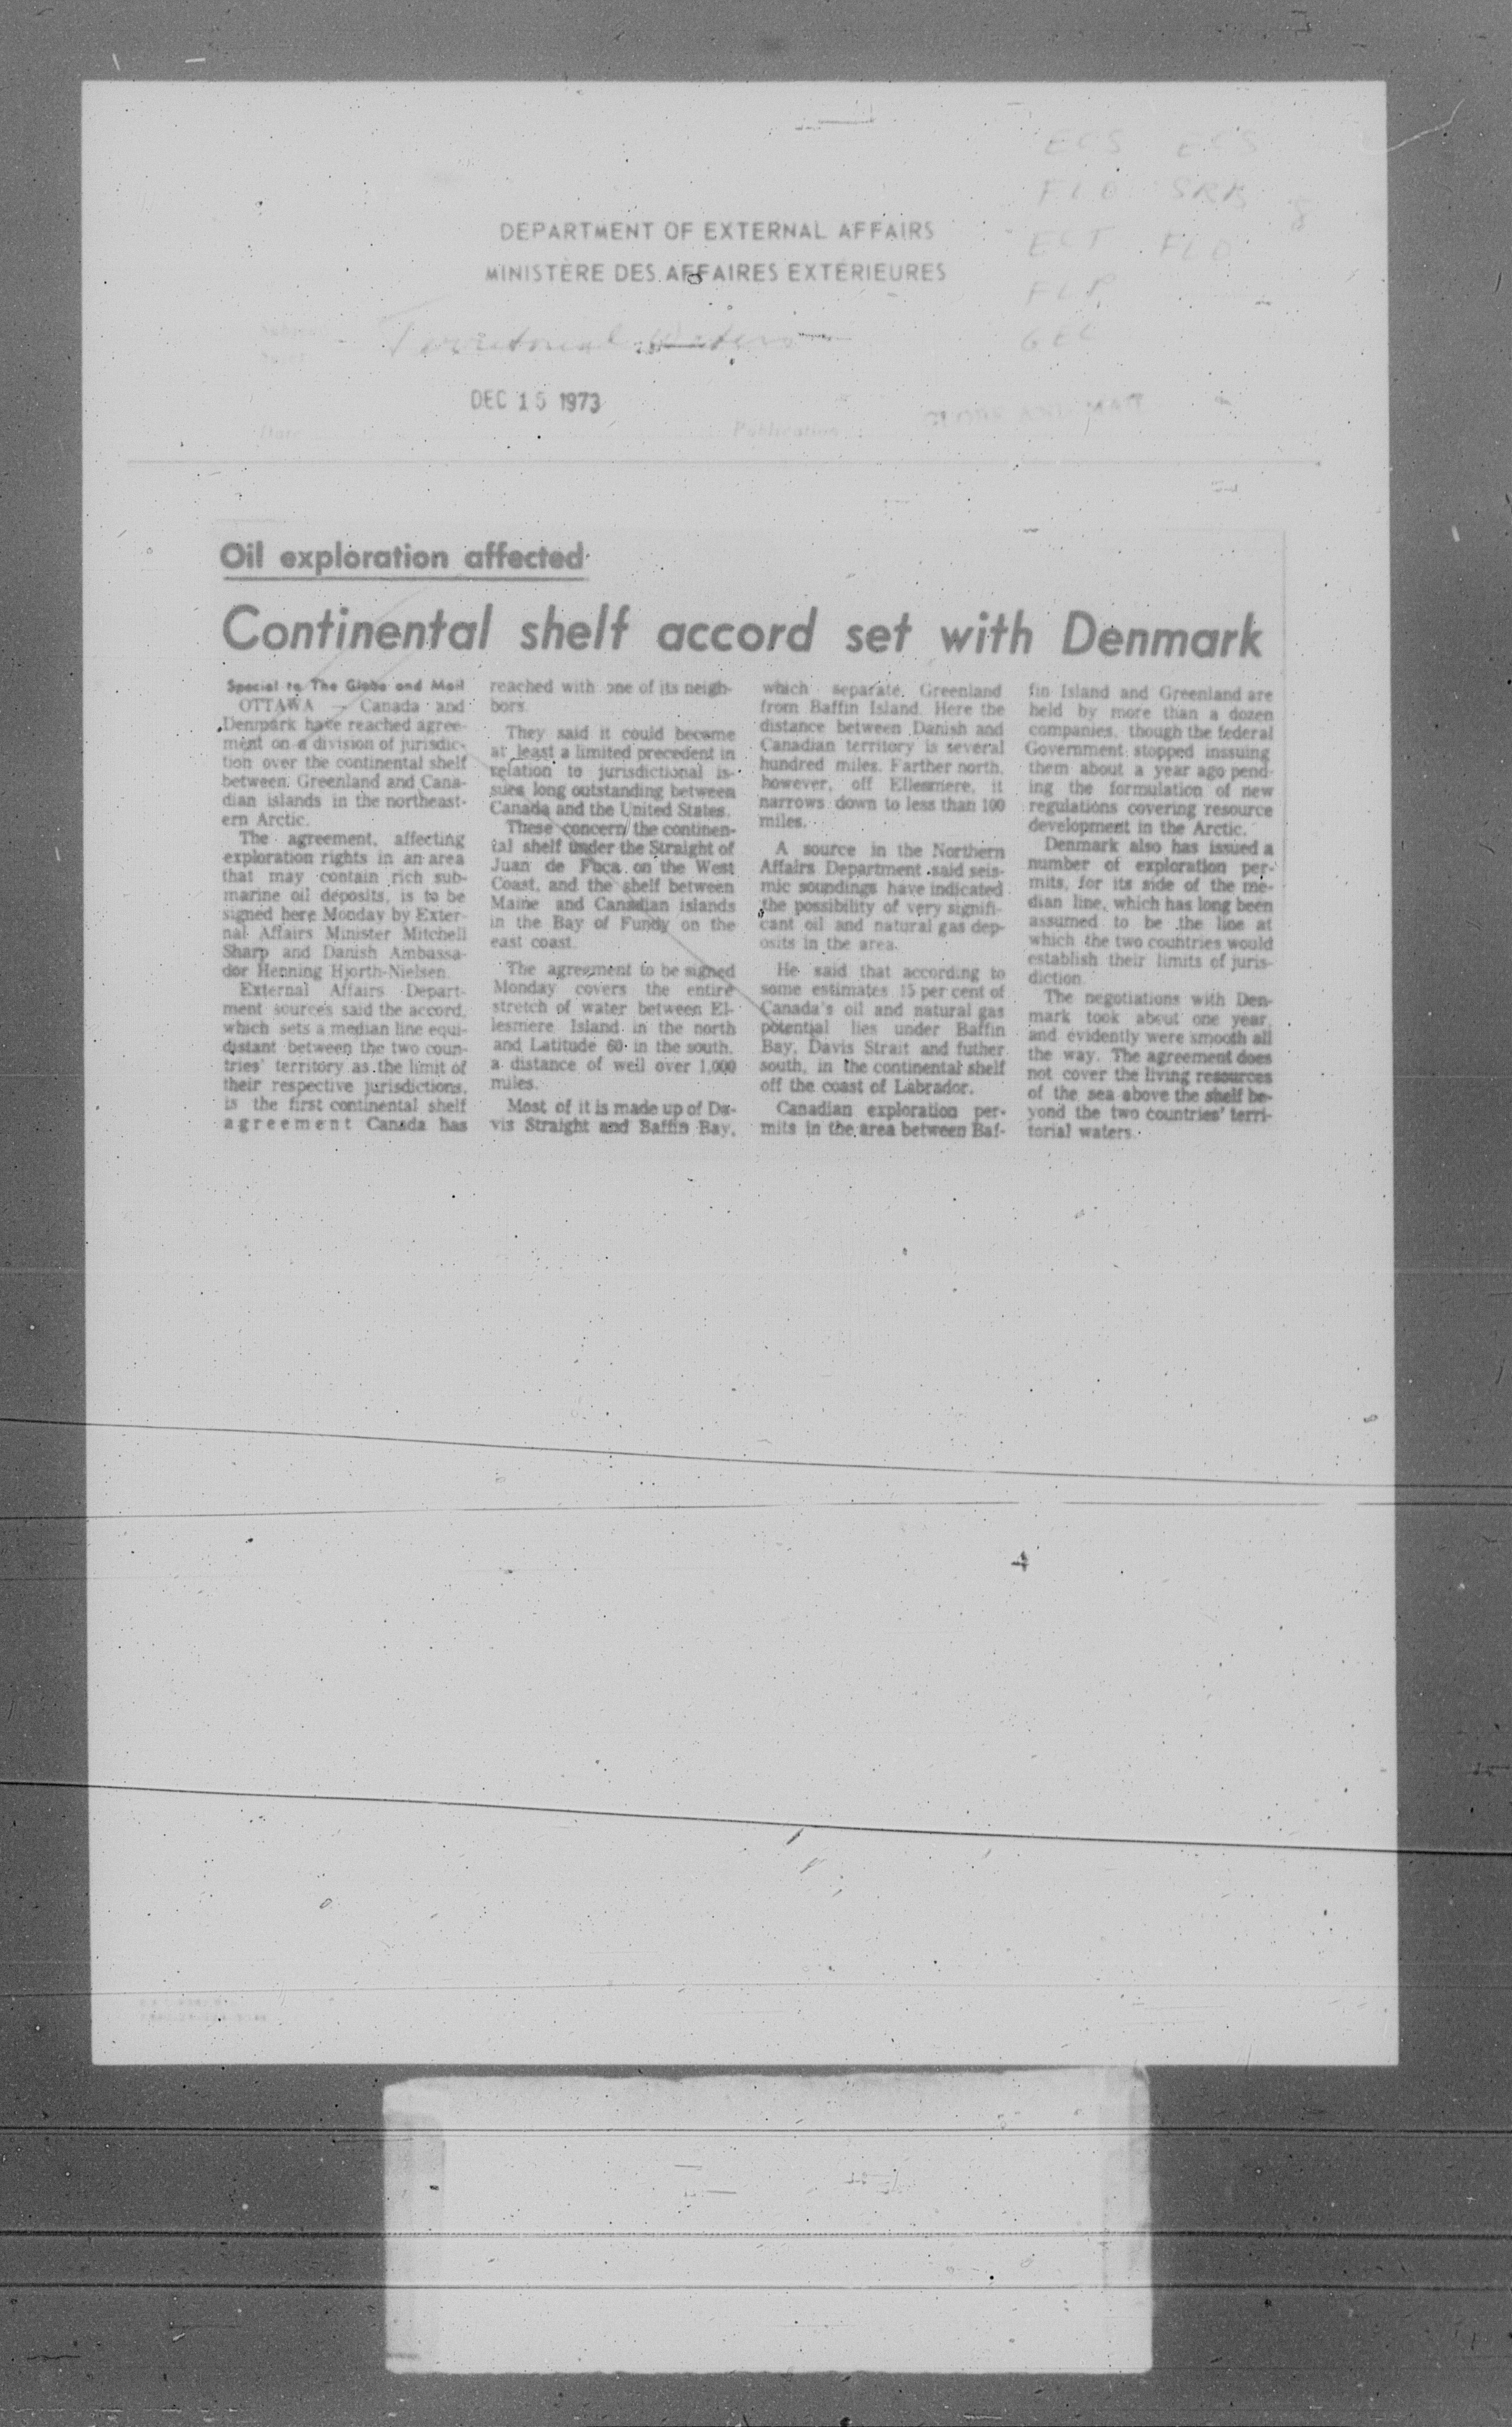 ECS ECS
FLO SRB
DEPARTMENT OF EXTERNAL AFFAIRS
ECT FLO
MINISTÈRE DES AFFAIRES EXTÉRIEURES
FLP
Territorial Waters
GEC
DEC 15 1973
GLOBE AND MAIL
Date
Publication
Oil exploration affected
Continental shelf accord set with Denmark
Special to The Globe and Mail
OTTAWA — Canada and
Denmark have reached agree-
ment on a division of jurisdic-
tion over the continental shelf
between Greenland and Cana-
dian islands in the northeast-
ern Arctic.
The agreement, affecting
exploration rights in an area
that may contain rich sub-
marine oil deposits, is to be
signed here Monday by Exter-
nal Affairs Minister Mitchell
Sharp and Danish Ambassa-
dor Henning Hjorth-Nielsen.
External Affairs Depart-
ment sources said the accord,
which sets a median line equi-
distant between the two coun-
tries' territory as the limit of
their respective jurisdictions,
is the first continental shelf
agreement Canada has
reached with one of its neigh-
bors.
They said it could become
at least a limited precedent in
relation to jurisdictional is-
sues long outstanding between
Canada and the United States.
These concern the continen-
tal shelf under the Straight of
Juan de Fuca on the West
Coast, and the shelf between
Maine and Canadian islands
in the Bay of Fundy on the
east coast.
The agreement to be signed
Monday covers the entire
stretch of water between El-
lesmere Island in the north
and Latitude 60 in the south,
a distance of well over 1,000
miles.
Most of it is made up of Da-
vis Straight and Baffin Bay,
which separate Greenland
from Baffin Island. Here the
distance between Danish and
Canadian territory is several
hundred miles. Farther north,
however, off Ellesmere, it
narrows down to less than 100
miles.
A source in the Northern
Affairs Department said seis-
mic soundings have indicated
the possibility of very signifi-
cant oil and natural gas dep-
osits in the area.
He said that according to
some estimates 15 per cent of
Canada's oil and natural gas
potential lies under Baffin
Bay, Davis Strait and futher
south, in the continental shelf
off the coast of Labrador.
Canadian exploration per-
mits in the area between Baf-
fin Island and Greenland are
held by more than a dozen
companies, though the federal
Government stopped inssuing
them about a year ago pend-
ing the formulation of new
regulations covering resource
development in the Arctic.
Denmark also has issued a
number of exploration per-
mits, for its side of the me-
dian line, which has long been
assumed to be the line at
which the two countries would
establish their limits of juris-
diction.
The negotiations with Den-
mark took about one year,
and evidently were smooth all
the way. The agreement does
not cover the living resources
of the sea above the shelf be-
yond the two countries' terri-
torial waters.